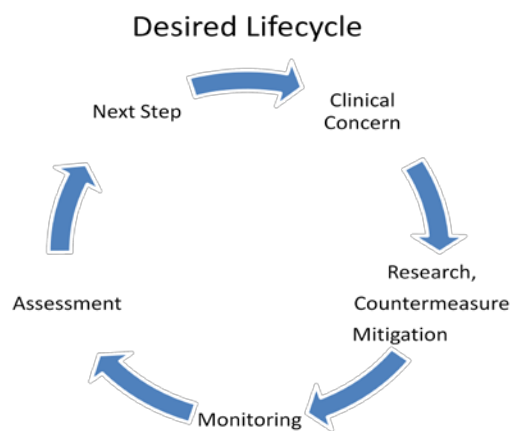 Desired Lifecycle
Next Step
Clinical
Concern
Research,
Countermeasure
Mitigation
Monitoring
Assessment